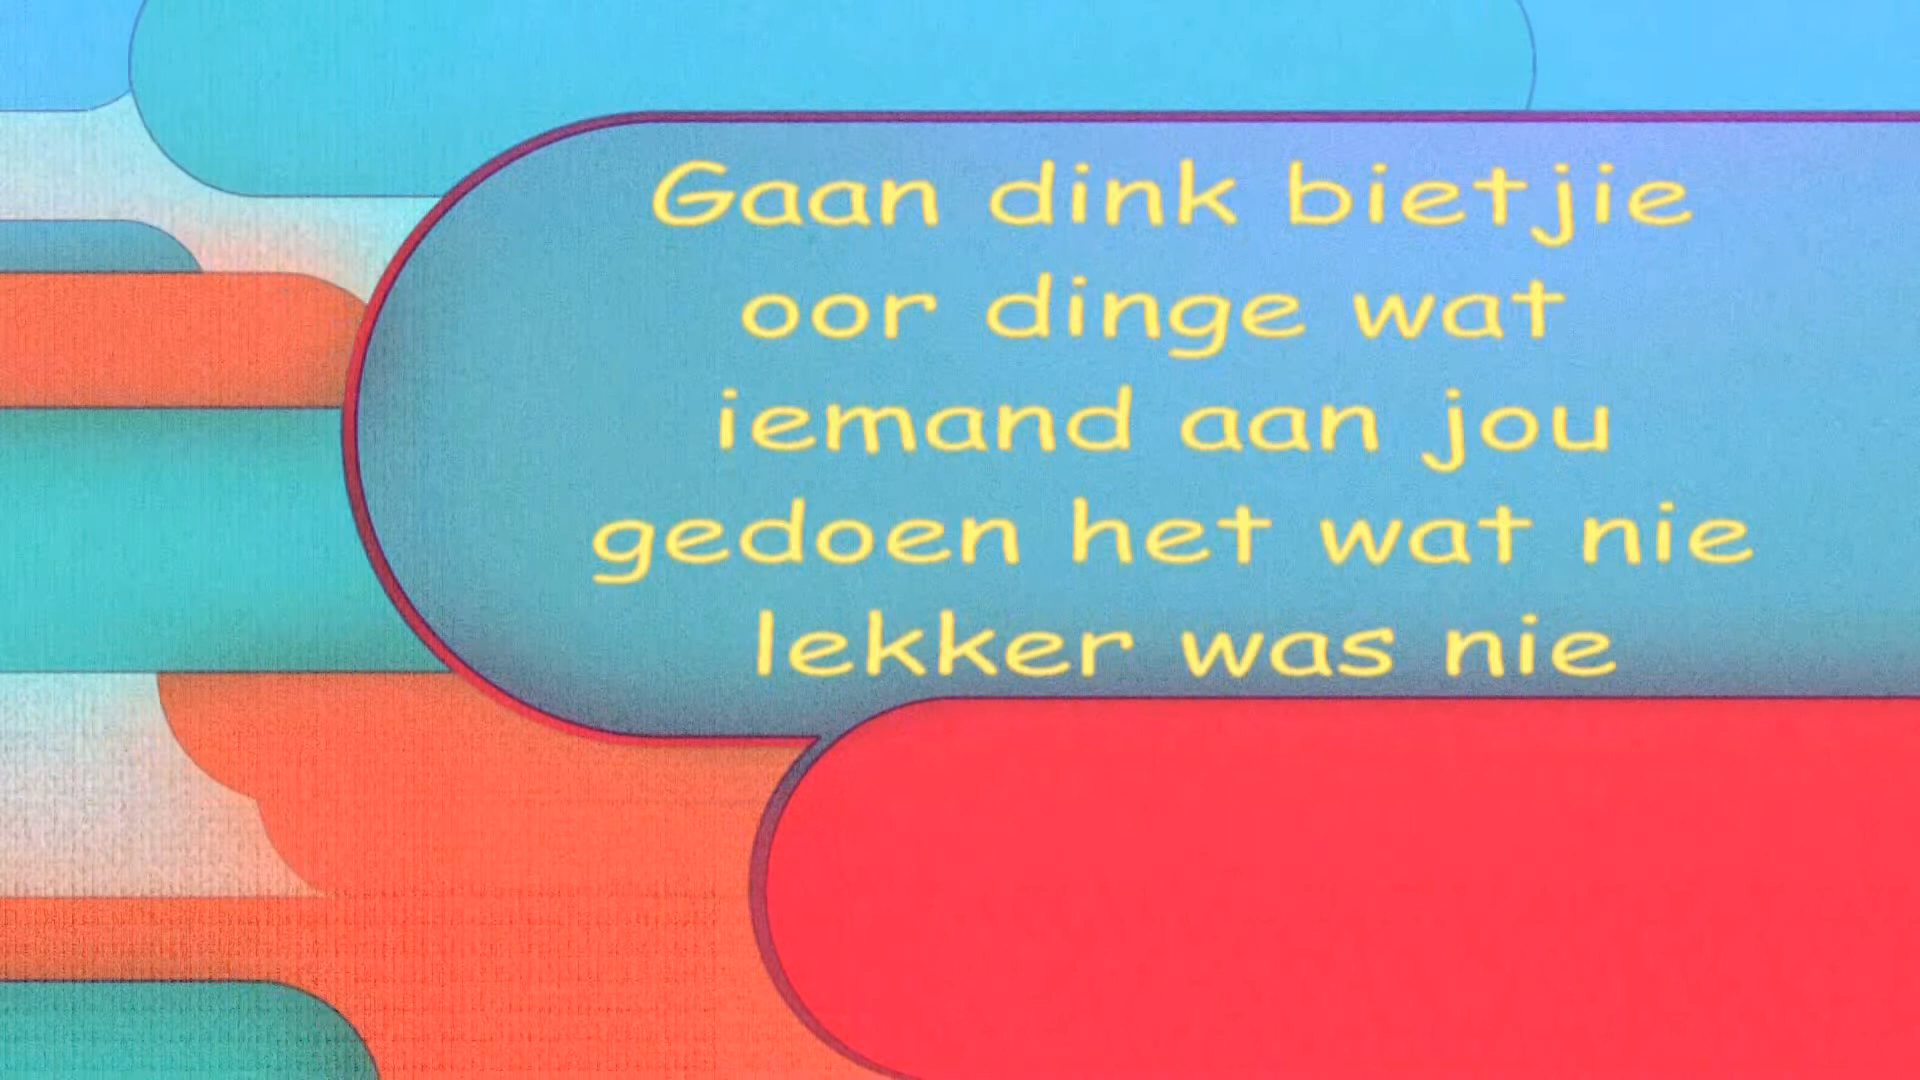 Gaan dink bietjie
oor dinge wat
iemand aan jou
gedoen het wat nie
lekker was nie